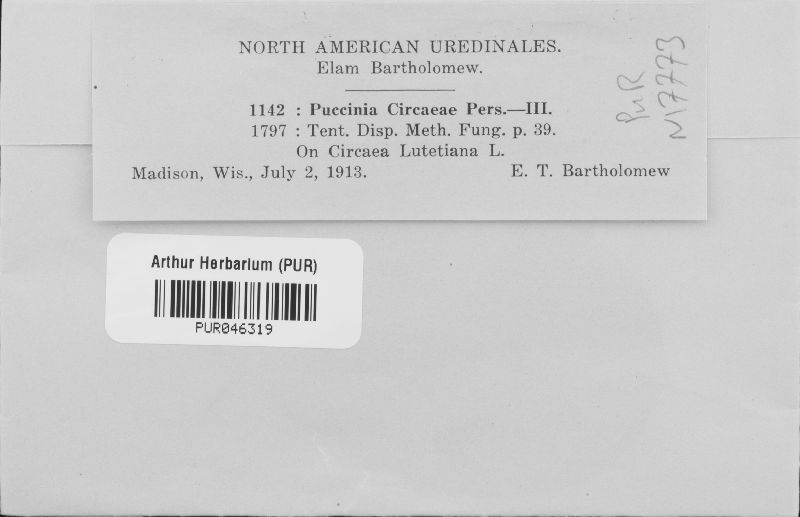 NORTH AMERICAN UREDINALES.
Elam Bartholomew.
1142 : Puccinia Circaeae Pers.—III.
1797 : Tent. Disp. Meth. Fung. p. 39.
On Circaea Lutetiana L.
Madison, Wis., July 2, 1913. E. T. Bartholomew
PUR
N17773
Arthur Herbarium (PUR)
PUR046319